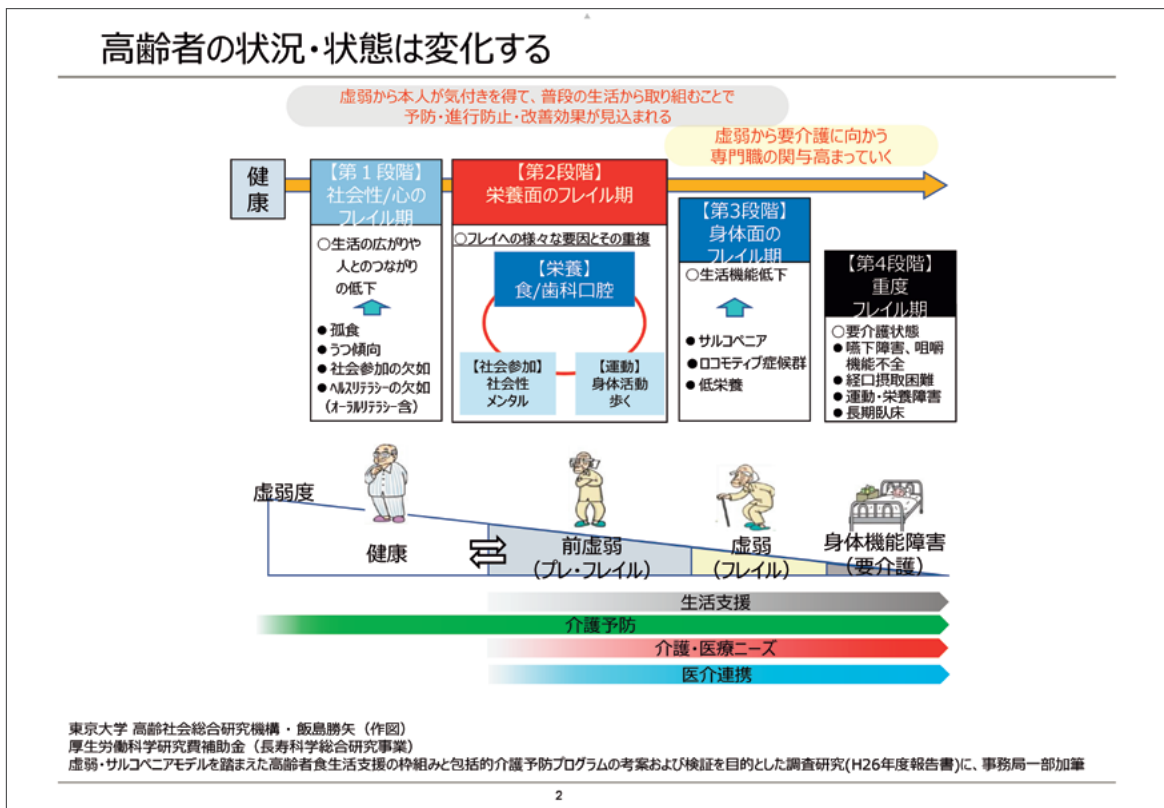 高齢者の状況・状態は変化する
虚弱から本人が気付きを得て、普段の生活から取り組むことで
予防・進行防止・改善効果が見込まれる
虚弱から要介護に向かう
専門職の関与高まっていく
健
康
【第1段階】
社会性/心の
フレイル期
○生活の広がりや
人とのつながり
の低下
● 孤食
● うつ傾向
● 社会参加の欠如
● ヘルスリテラシーの欠如
(オーラルリテラシー含)
【第2段階】
栄養面のフレイル期
○フレイへの様々な要因とその重複
【栄養】
食/歯科口腔
【社会参加】
社会性
メンタル
【運動】
身体活動
歩く
【第3段階】
身体面の
フレイル期
○生活機能低下
● サルコペニア
● ロコモティブ症候群
● 低栄養
【第4段階】
重度
フレイル期
○要介護状態
● 嚥下障害、咀嚼
機能不全
● 経口摂取困難
● 運動・栄養障害
● 長期臥床
虚弱度
健康
前虚弱
(プレ・フレイル)
虚弱
(フレイル)
身体機能障害
(要介護)
生活支援
介護予防
介護・医療ニーズ
医介連携
東京大学 高齢社会総合研究機構・飯島勝矢（作図）
厚生労働科学研究費補助金（長寿科学総合研究事業）
虚弱・サルコペニアモデルを踏まえた高齢者食生活支援の枠組みと包括的介護予防プログラムの考案および検証を目的とした調査研究(H26年度報告書)に、事務局一部加筆
2